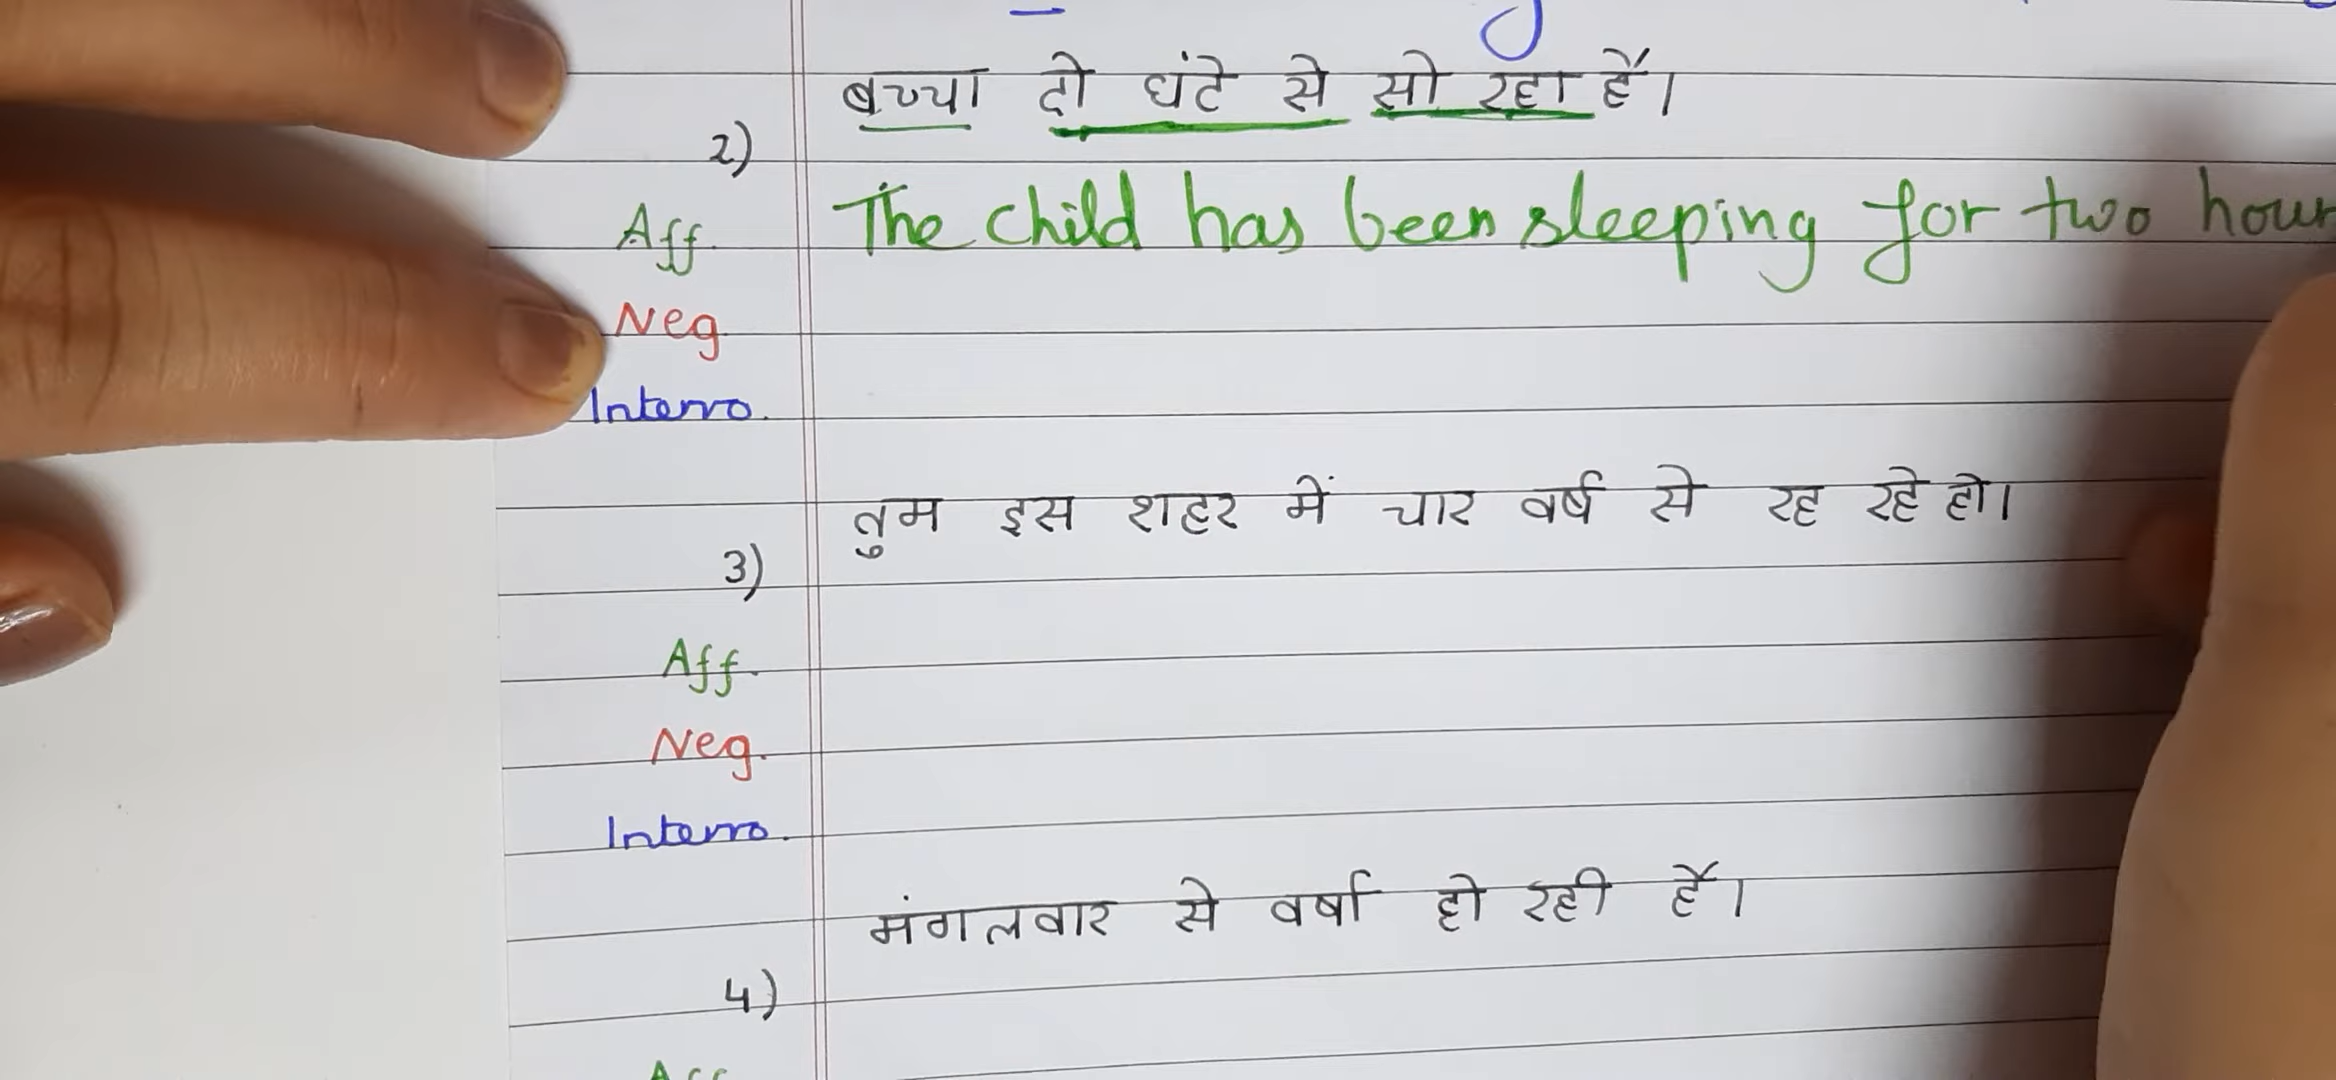 बच्चा दो घंटे से सो रहा हैं।
2)
Aff. The child has been sleeping for two hour
Neg.
Interro.
तुम इस शहर में चार वर्ष से रह रहे हो।
3)
Aff.
Neg.
Interro.
मंगलवार से वर्षा हो रही हैं।
4)